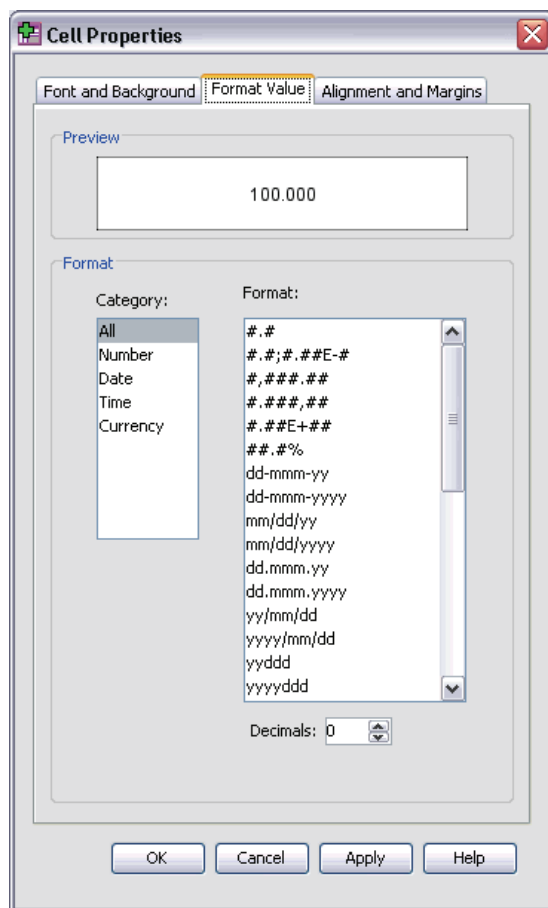 Cell Properties
Font and Background
Format Value
Alignment and Margins
Preview
100.000
Format
Category:
All
Number
Date
Time
Currency
Format:
#.#
#.#;#.##E-#
#,###.##
#.###,##
#.##E+##
##.#%
dd-mmm-yy
dd-mmm-yyyy
mm/dd/yy
mm/dd/yyyy
dd.mmm.yy
dd.mmm.yyyy
yy/mm/dd
yyyy/mm/dd
yyddd
yyyyddd
Decimals: 0
OK
Cancel
Apply
Help